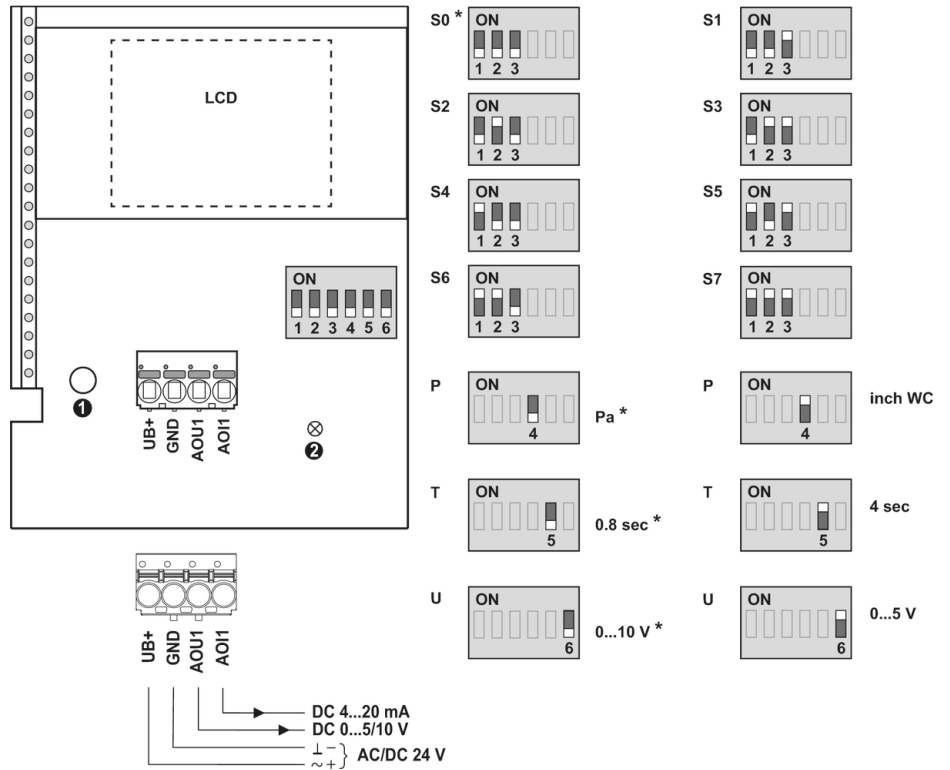 LCD
ON
1 2 3 4 5 6
❶
❷
UB+
GND
AOU1
AOI1
UB+
GND
AOU1
AOI1
DC 4...20 mA
DC 0...5/10 V
⊥ −
~ + } AC/DC 24 V
S0 *
ON
1 2 3
S1
ON
1 2 3
S2
ON
1 2 3
S3
ON
1 2 3
S4
ON
1 2 3
S5
ON
1 2 3
S6
ON
1 2 3
S7
ON
1 2 3
P
ON
4
Pa *
P
ON
4
inch WC
T
ON
5
0.8 sec *
T
ON
5
4 sec
U
ON
6
0...10 V *
U
ON
6
0...5 V